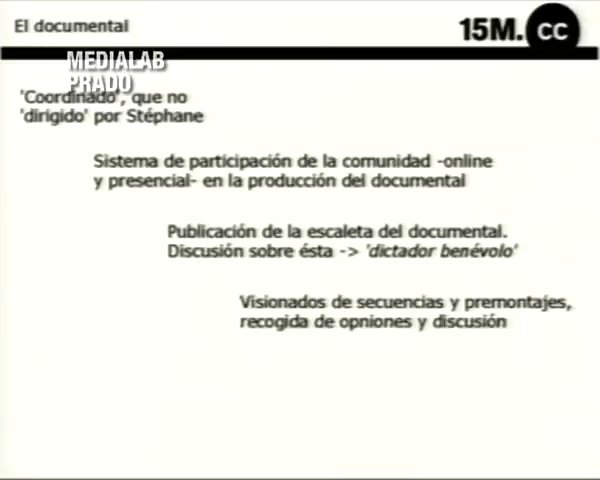 El documental
15M.
CC
MEDIALAB
PRADO
'Coordinado', que no
'dirigido' por Stéphane
Sistema de participación de la comunidad -online
y presencial- en la producción del documental
Publicación de la escaleta del documental.
Discusión sobre ésta -> 'dictador benévolo'
Visionados de secuencias y premontajes,
recogida de opniones y discusión